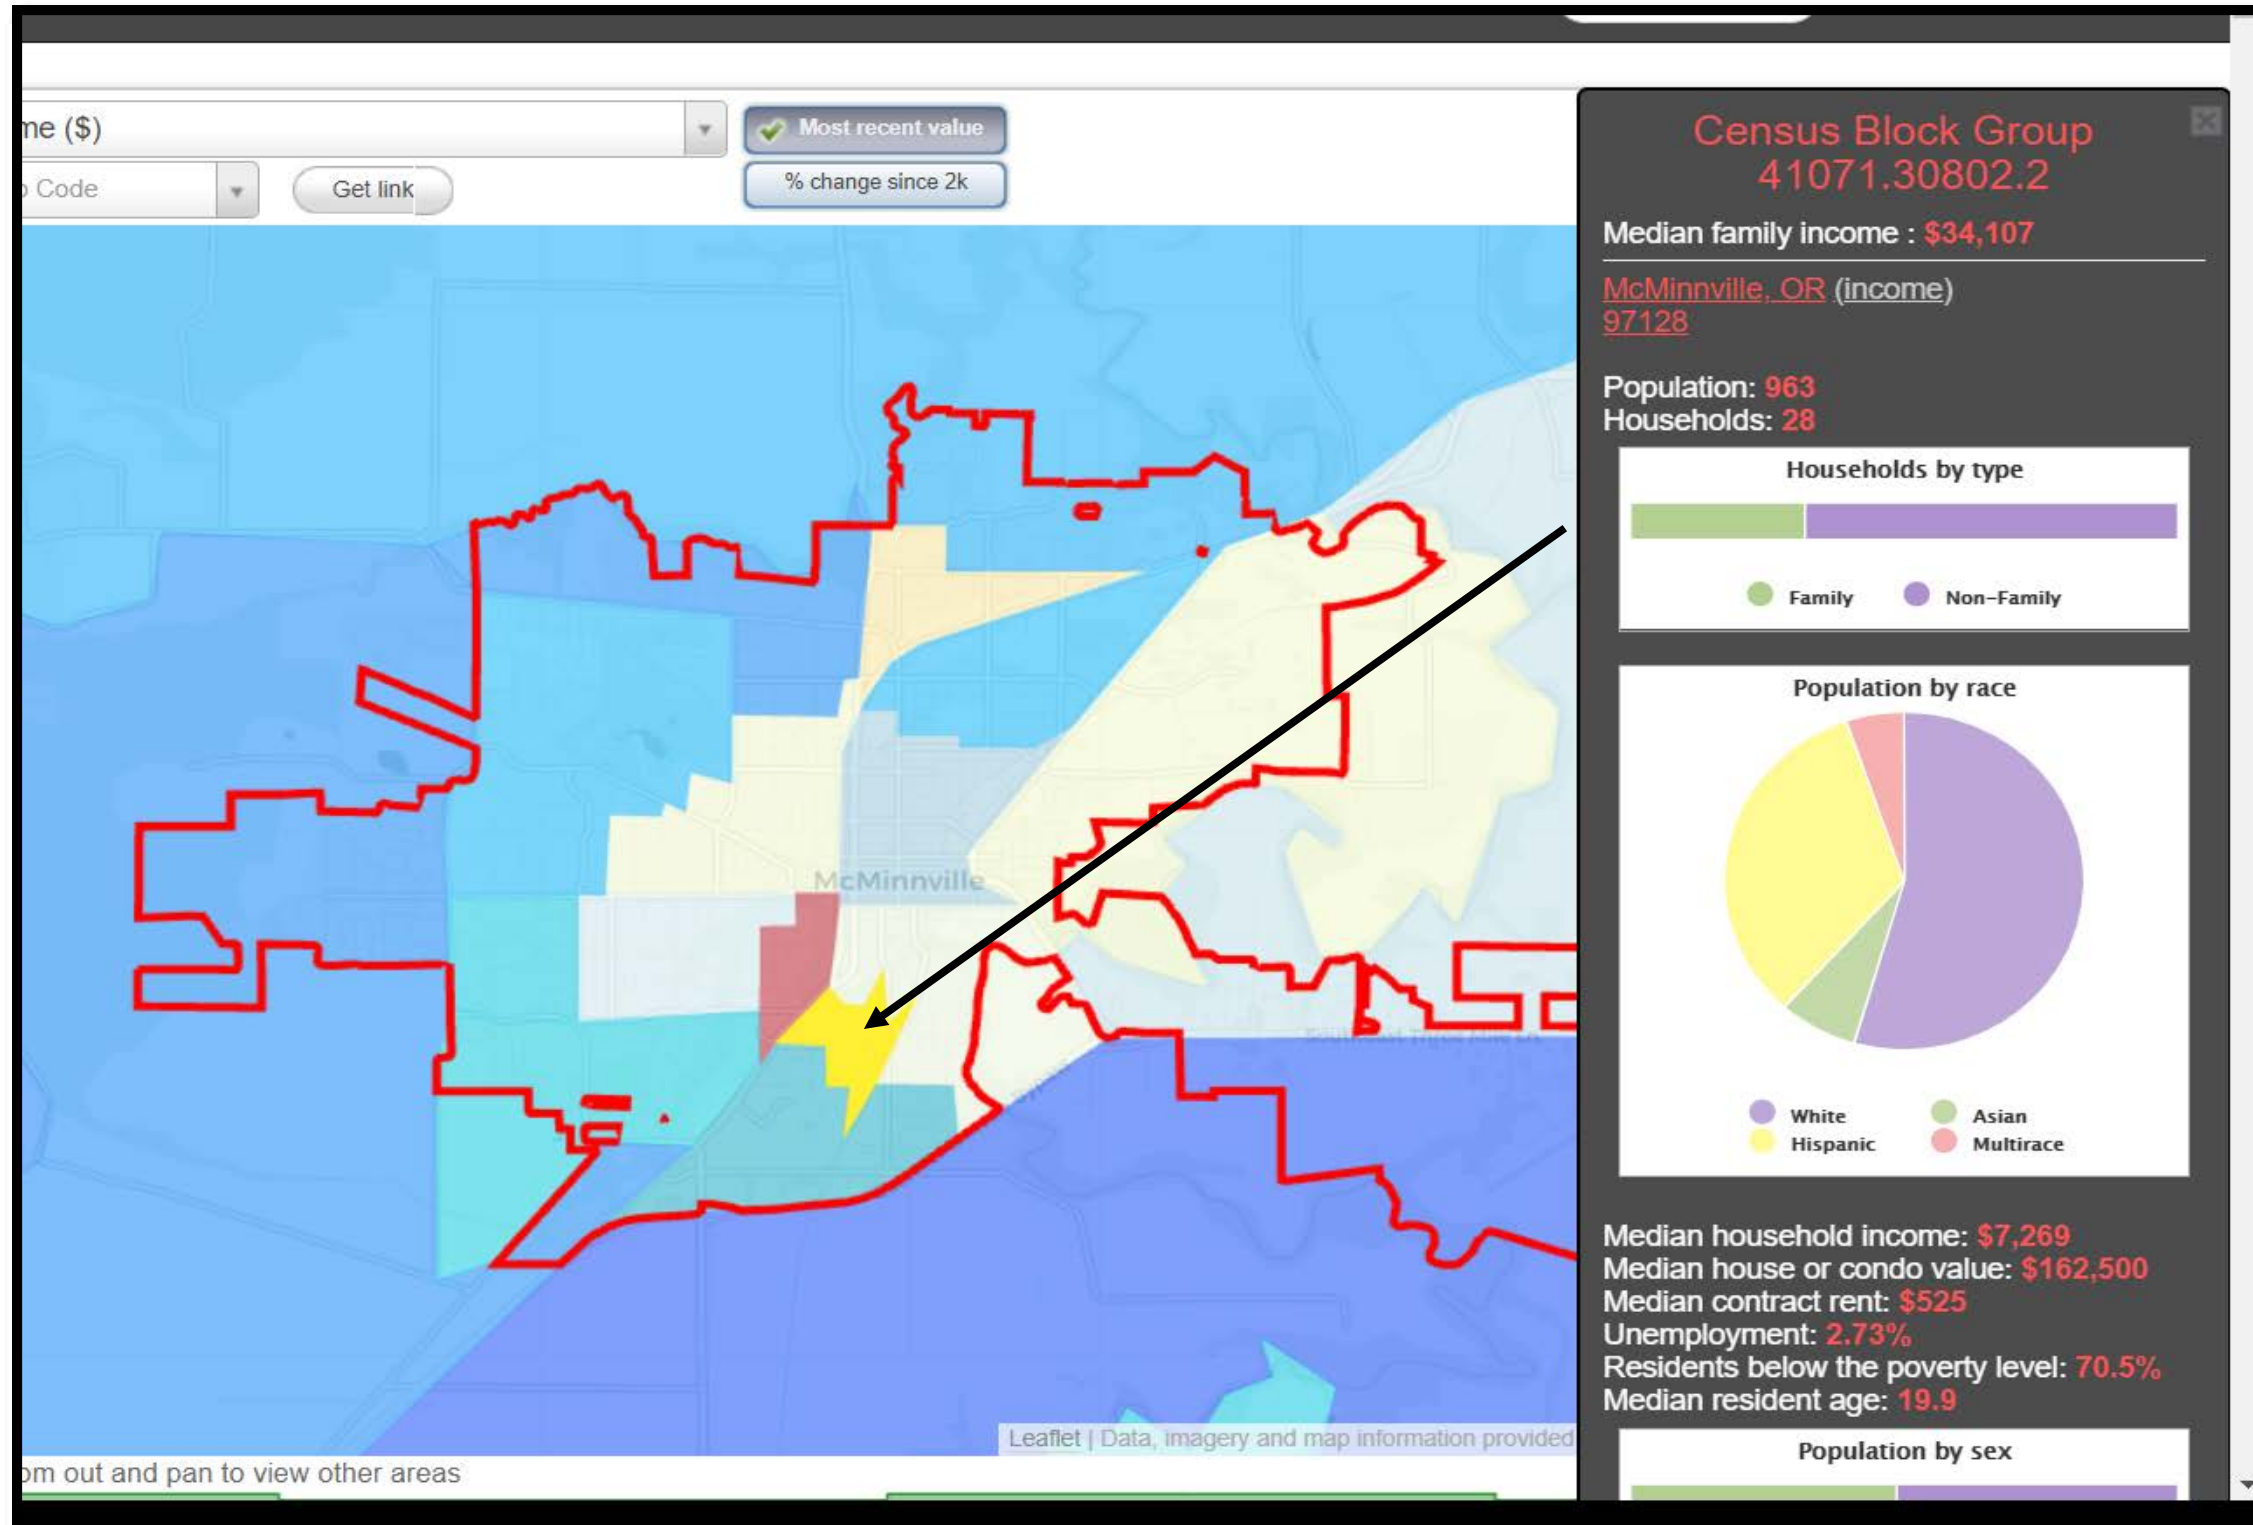 me ($)
Most recent value
Code
Get link
% change since 2k
McMinnville
Southeast Three Mile Ln
Leaflet | Data, imagery and map information provided
om out and pan to view other areas
Census Block Group
41071.30802.2
Median family income : $34,107
McMinnville, OR (income)
97128
Population: 963
Households: 28
Households by type
Family Non-Family
Population by race
White Asian
Hispanic Multirace
Median household income: $7,269
Median house or condo value: $162,500
Median contract rent: $525
Unemployment: 2.73%
Residents below the poverty level: 70.5%
Median resident age: 19.9
Population by sex